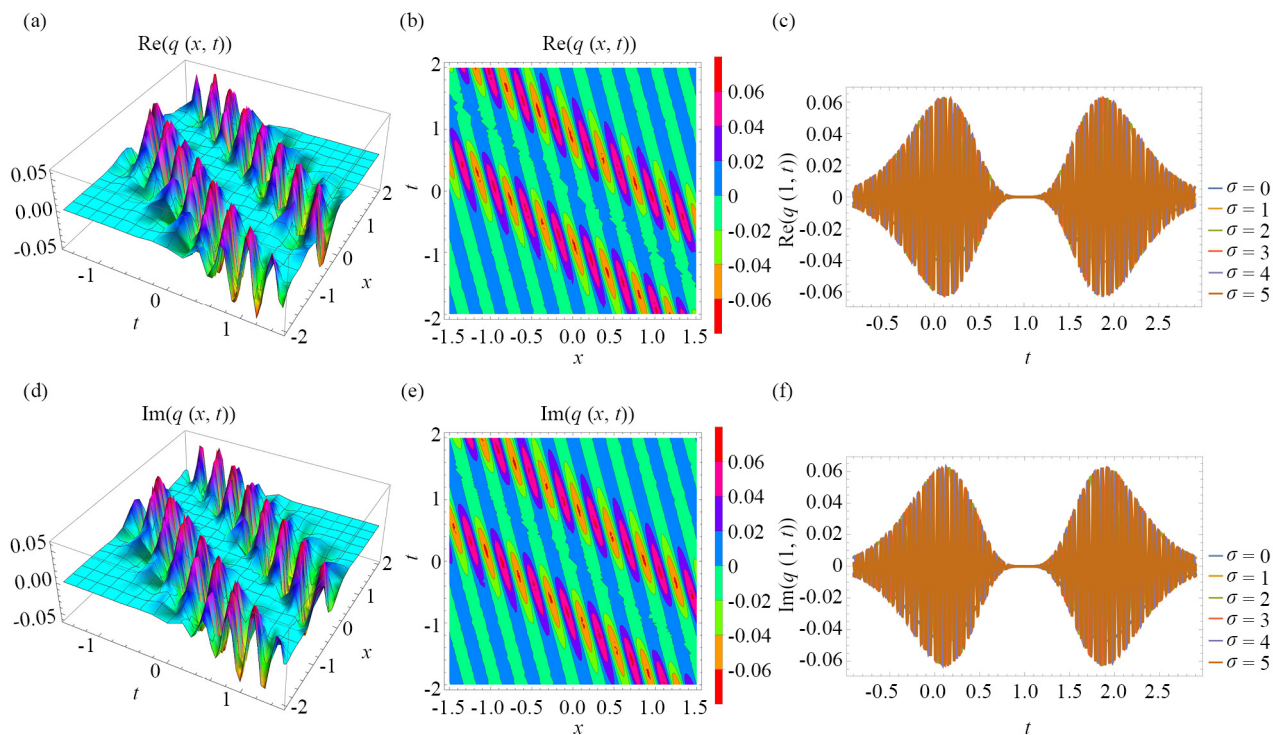 (a)
Re(q (x, t))
0.05
0.00
-0.05
-1
0
1
t
-2
-1
0
1
2
x
(b)
Re(q (x, t))
2
1
0
-1
-2
t
-1.5 -1.0 -0.5 0.0 0.5 1.0 1.5
x
0.06
0.04
0.02
0
-0.02
-0.04
-0.06
(c)
Re(q (1, t))
0.06
0.04
0.02
0
-0.02
-0.04
-0.06
-0.5 0.0 0.5 1.0 1.5 2.0 2.5
t
σ = 0
σ = 1
σ = 2
σ = 3
σ = 4
σ = 5
(d)
Im(q (x, t))
0.05
0.00
-0.05
-1
0
1
t
-2
-1
0
1
2
x
(e)
Im(q (x, t))
2
1
0
-1
-2
t
-1.5 -1.0 -0.5 0.0 0.5 1.0 1.5
x
0.06
0.04
0.02
0
-0.02
-0.04
-0.06
(f)
Im(q (1, t))
0.06
0.04
0.02
0
-0.02
-0.04
-0.06
-0.5 0.0 0.5 1.0 1.5 2.0 2.5
t
σ = 0
σ = 1
σ = 2
σ = 3
σ = 4
σ = 5